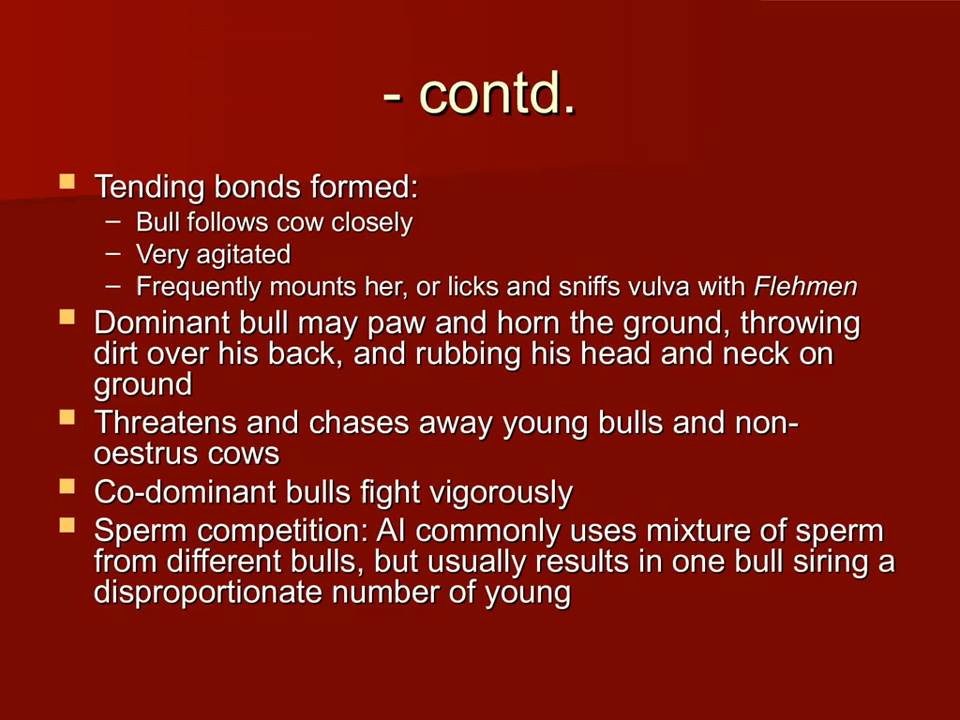 - contd.
Tending bonds formed:
– Bull follows cow closely
– Very agitated
– Frequently mounts her, or licks and sniffs vulva with Flehmen
Dominant bull may paw and horn the ground, throwing
dirt over his back, and rubbing his head and neck on
ground
Threatens and chases away young bulls and non-
oestrus cows
Co-dominant bulls fight vigorously
Sperm competition: AI commonly uses mixture of sperm
from different bulls, but usually results in one bull siring a
disproportionate number of young